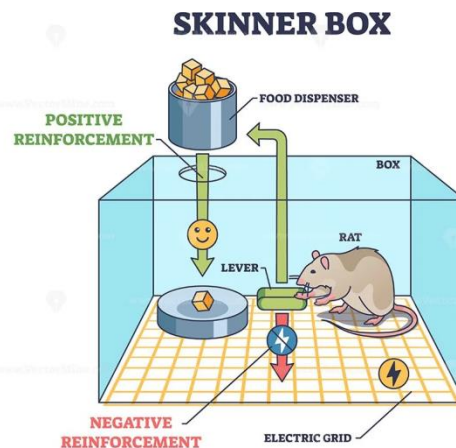 SKINNER BOX
FOOD DISPENSER
POSITIVE
REINFORCEMENT
BOX
RAT
LEVER
NEGATIVE
REINFORCEMENT
ELECTRIC GRID